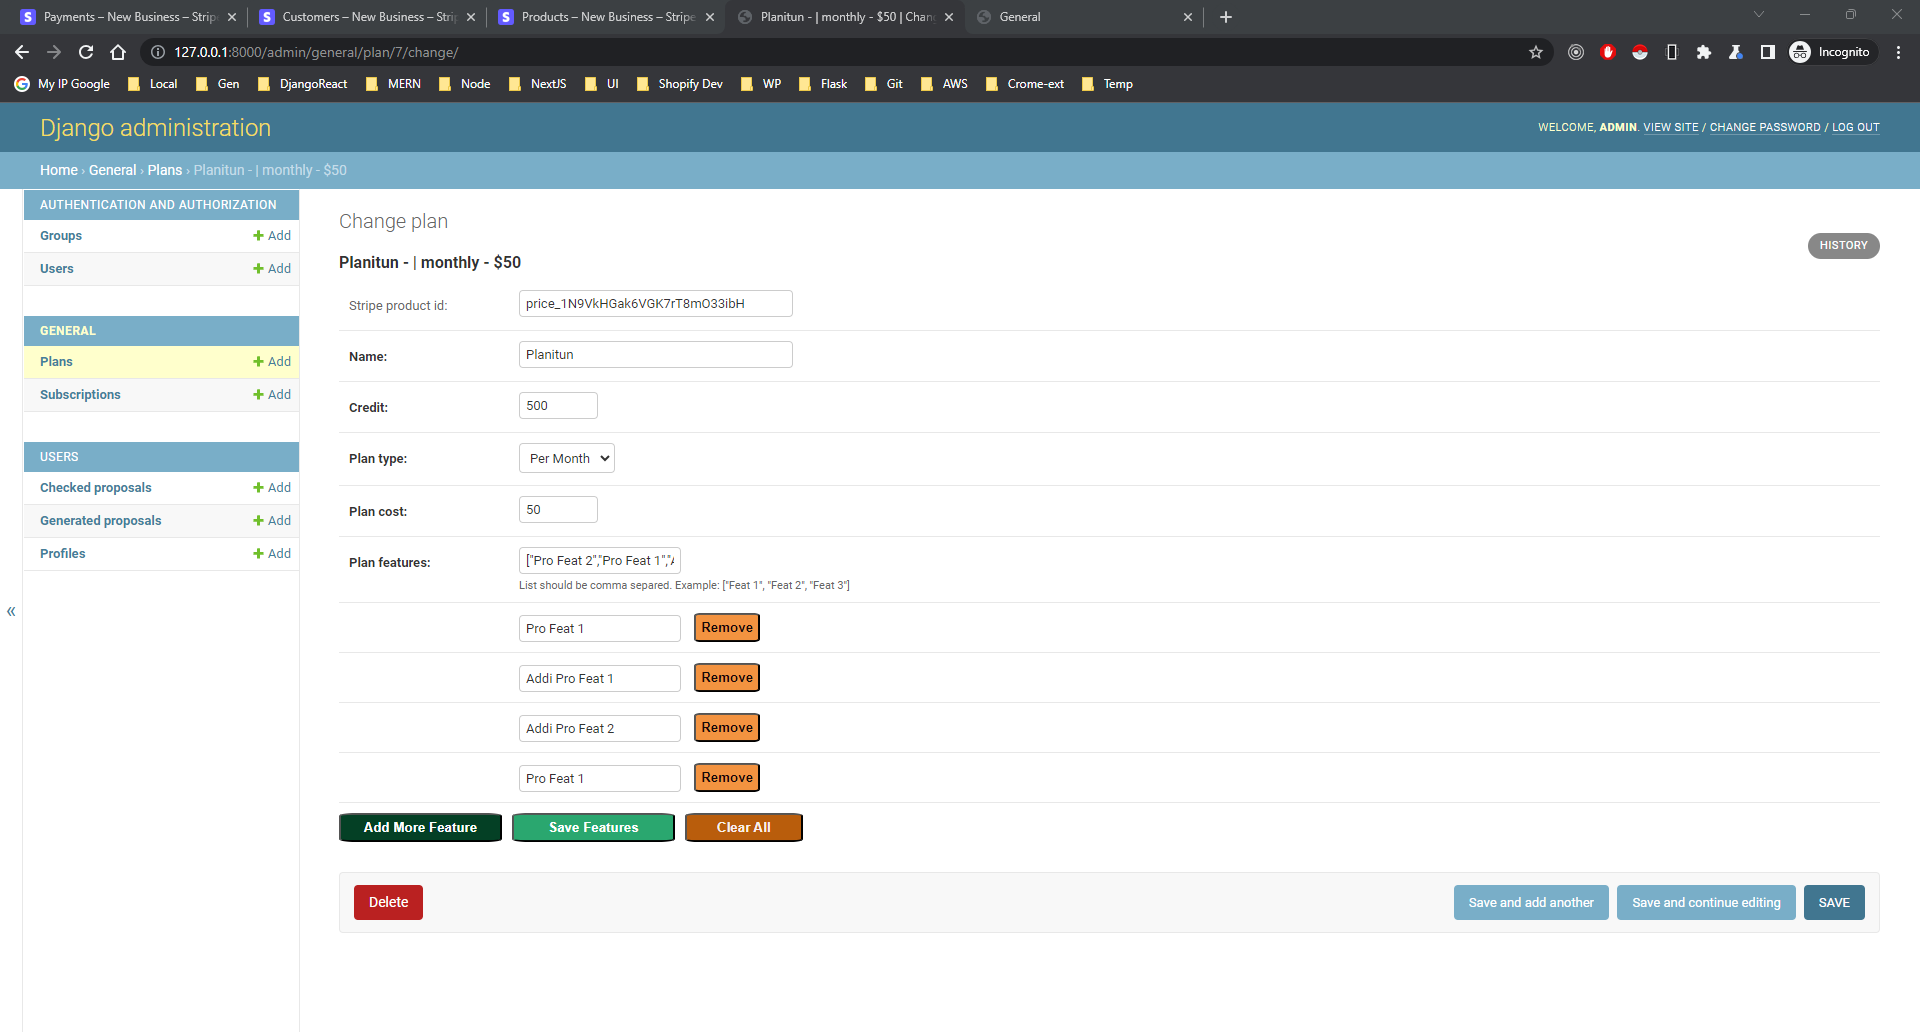 Payments – New Business – Strip
Customers – New Business – Strip
Products – New Business – Stripe
Planitun - | monthly - $50 | Chan
General
127.0.0.1:8000/admin/general/plan/7/change/
Incognito
My IP Google
Local
Gen
DjangoReact
MERN
Node
NextJS
UI
Shopify Dev
WP
Flask
Git
AWS
Crome-ext
Temp
Django administration
WELCOME, ADMIN. VIEW SITE / CHANGE PASSWORD / LOG OUT
Home › General › Plans › Planitun - | monthly - $50
AUTHENTICATION AND AUTHORIZATION
Groups + Add
Users + Add
GENERAL
Plans + Add
Subscriptions + Add
USERS
Checked proposals + Add
Generated proposals + Add
Profiles + Add
«
Change plan
HISTORY
Planitun - | monthly - $50
Stripe product id: price_1N9VkHGak6VGK7rT8mO33ibH
Name: Planitun
Credit: 500
Plan type: Per Month
Plan cost: 50
Plan features: ["Pro Feat 2","Pro Feat 1","A
List should be comma separed. Example: ["Feat 1", "Feat 2", "Feat 3"]
Pro Feat 1 Remove
Addi Pro Feat 1 Remove
Addi Pro Feat 2 Remove
Pro Feat 1 Remove
Add More Feature Save Features Clear All
Delete Save and add another Save and continue editing SAVE